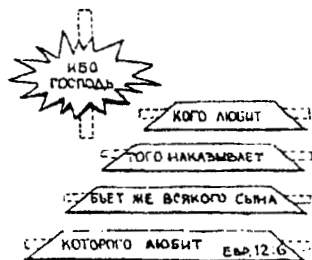 ИБО
ГОСПОДЬ
КОГО ЛЮБИТ
ТОГО НАКАЗЫВАЕТ
БЬЕТ ЖЕ ВСЯКОГО СЫНА
КОТОРОГО ЛЮБИТ
ЕВР. 12:6